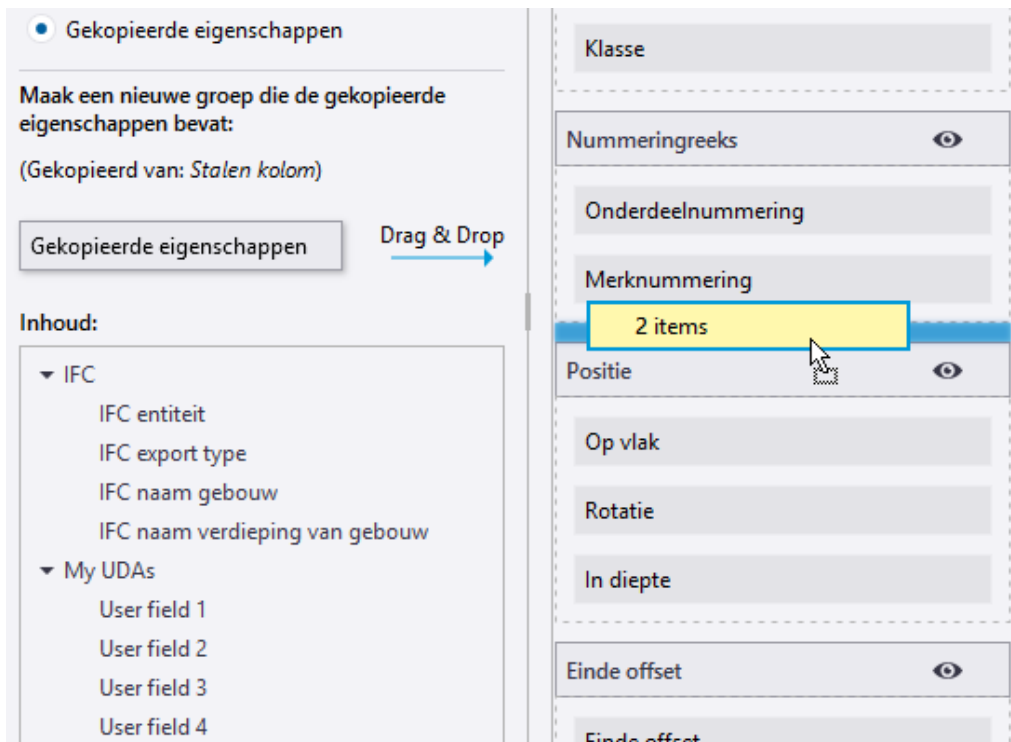 Gekopieerde eigenschappen
Maak een nieuwe groep die de gekopieerde
eigenschappen bevat:
(Gekopieerd van: Stalen kolom)
Gekopieerde eigenschappen
Drag & Drop
Inhoud:
IFC
IFC entiteit
IFC export type
IFC naam gebouw
IFC naam verdieping van gebouw
My UDAs
User field 1
User field 2
User field 3
User field 4
Klasse
Nummeringreeks
Onderdeelnummering
Merknummering
2 items
Positie
Op vlak
Rotatie
In diepte
Einde offset
Einde offset